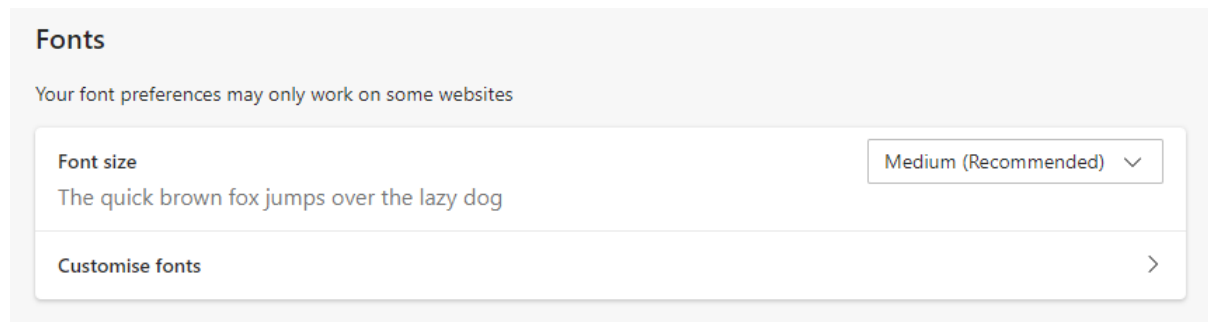 Fonts
Your font preferences may only work on some websites
Font size
Medium (Recommended)
The quick brown fox jumps over the lazy dog
Customise fonts